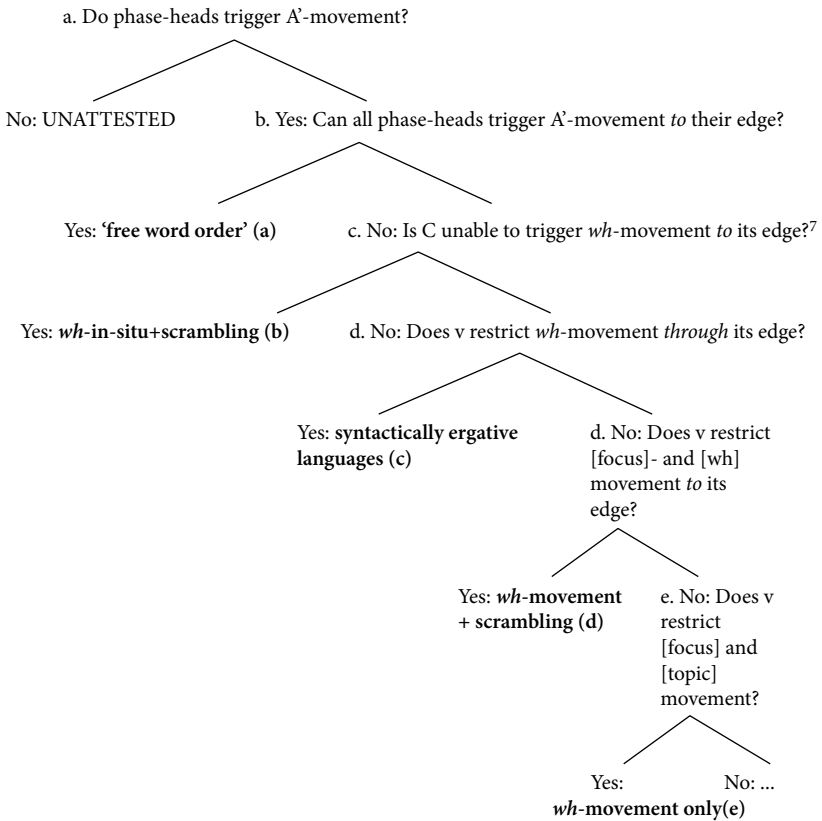 a. Do phase-heads trigger A’-movement?
No: UNATTESTED
b. Yes: Can all phase-heads trigger A’-movement to their edge?
Yes: ‘free word order’ (a)
c. No: Is C unable to trigger wh-movement to its edge?7
Yes: wh-in-situ+scrambling (b)
d. No: Does v restrict wh-movement through its edge?
Yes: syntactically ergative
languages (c)
d. No: Does v restrict
[focus]- and [wh]
movement to its
edge?
Yes: wh-movement
+ scrambling (d)
e. No: Does v
restrict
[focus] and
[topic]
movement?
Yes:
wh-movement only(e)
No: ...